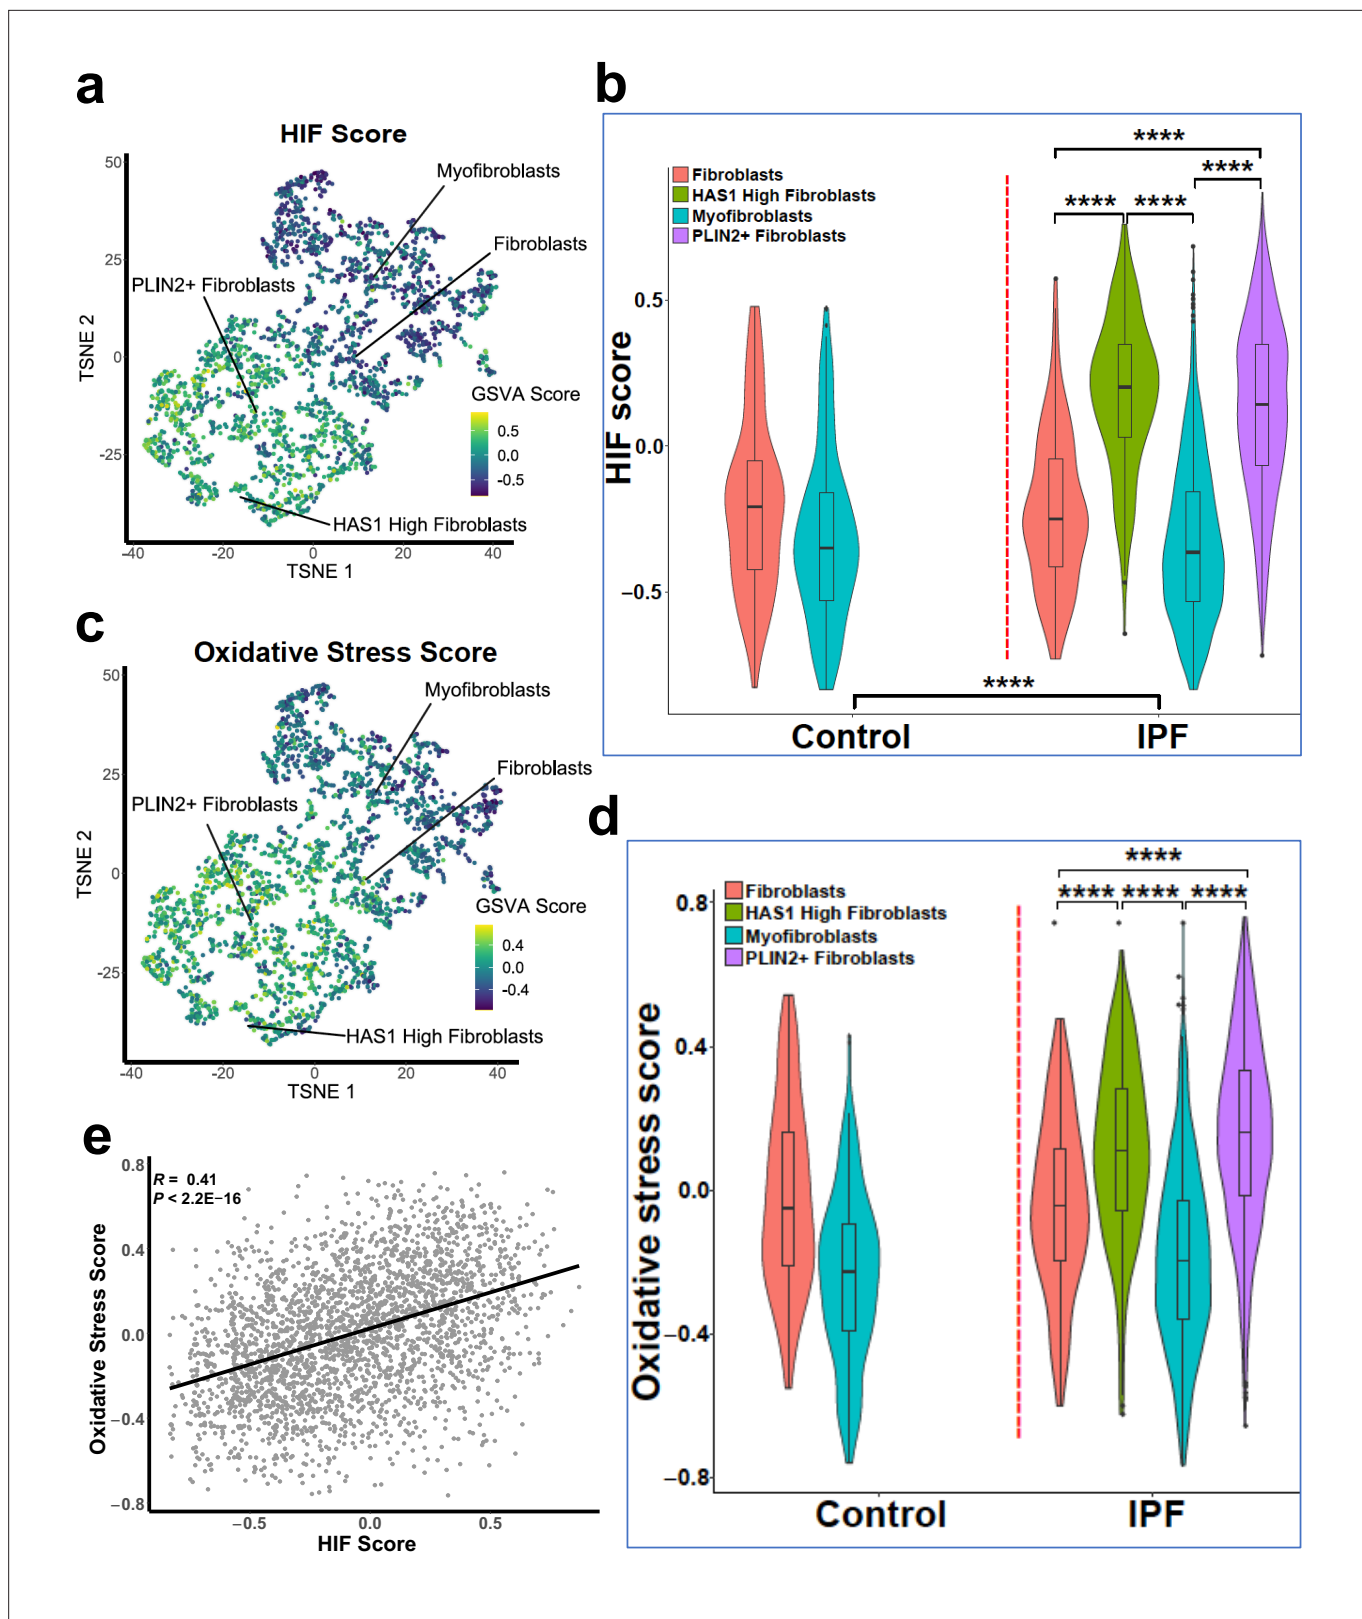 a
HIF Score
50
25
0
-25
TSNE 2
Myofibroblasts
Fibroblasts
PLIN2+ Fibroblasts
HAS1 High Fibroblasts
GSVA Score
0.5
0.0
-0.5
-40
-20
0
20
40
TSNE 1
b
Fibroblasts
HAS1 High Fibroblasts
Myofibroblasts
PLIN2+ Fibroblasts
****
****
**** ****
0.5
0.0
−0.5
HIF score
****
Control
IPF
c
Oxidative Stress Score
50
25
0
-25
TSNE 2
Myofibroblasts
Fibroblasts
PLIN2+ Fibroblasts
HAS1 High Fibroblasts
GSVA Score
0.4
0.0
-0.4
-40
-20
0
20
40
TSNE 1
d
Fibroblasts
HAS1 High Fibroblasts
Myofibroblasts
PLIN2+ Fibroblasts
****
**** **** ****
0.8
0.4
0.0
−0.4
−0.8
Oxidative stress score
Control
IPF
e
R = 0.41
P < 2.2E−16
0.8
0.4
0.0
−0.4
−0.8
Oxidative Stress Score
−0.5
0.0
0.5
HIF Score